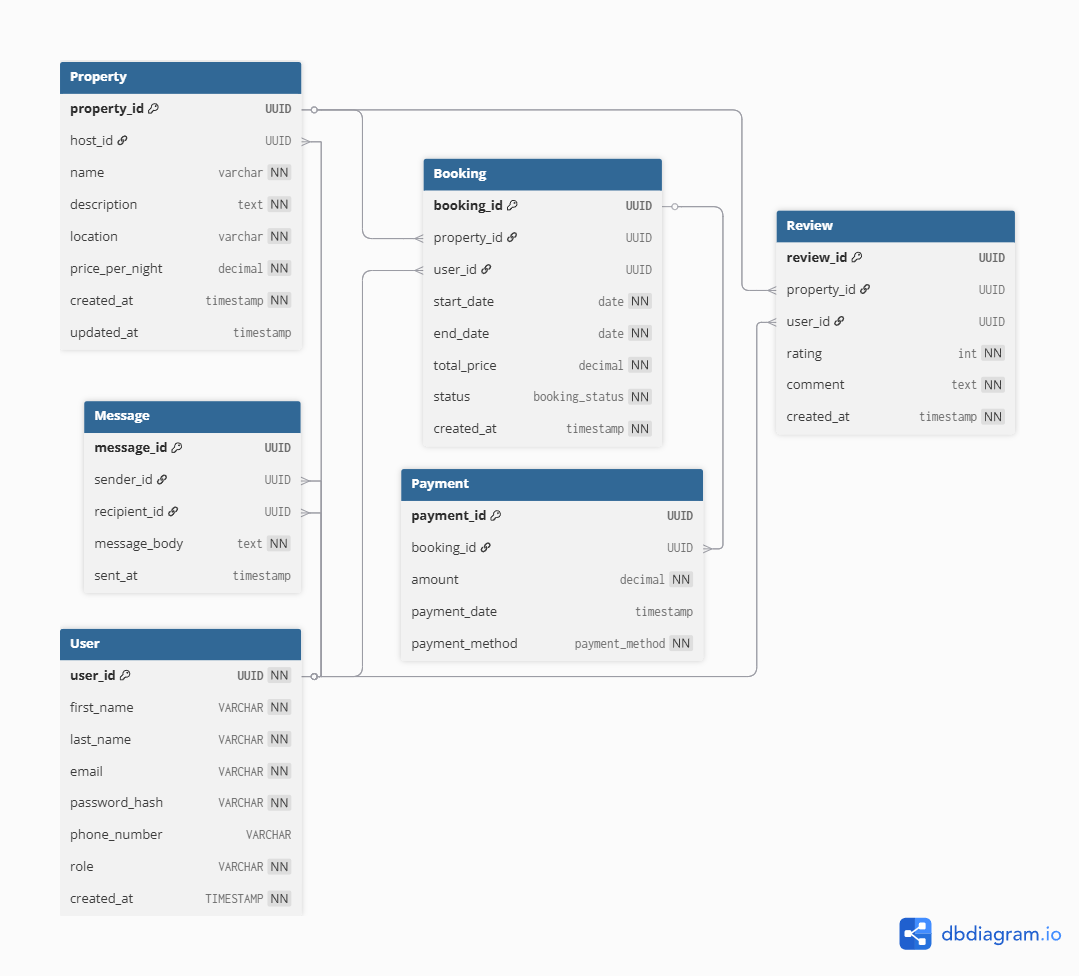 Property
property_id UUID
host_id UUID
name varchar NN
description text NN
location varchar NN
price_per_night decimal NN
created_at timestamp NN
updated_at timestamp
Booking
booking_id UUID
property_id UUID
user_id UUID
start_date date NN
end_date date NN
total_price decimal NN
status booking_status NN
created_at timestamp NN
Review
review_id UUID
property_id UUID
user_id UUID
rating int NN
comment text NN
created_at timestamp NN
Message
message_id UUID
sender_id UUID
recipient_id UUID
message_body text NN
sent_at timestamp
Payment
payment_id UUID
booking_id UUID
amount decimal NN
payment_date timestamp
payment_method payment_method NN
User
user_id UUID NN
first_name VARCHAR NN
last_name VARCHAR NN
email VARCHAR NN
password_hash VARCHAR NN
phone_number VARCHAR
role VARCHAR NN
created_at TIMESTAMP NN
dbdiagram.io